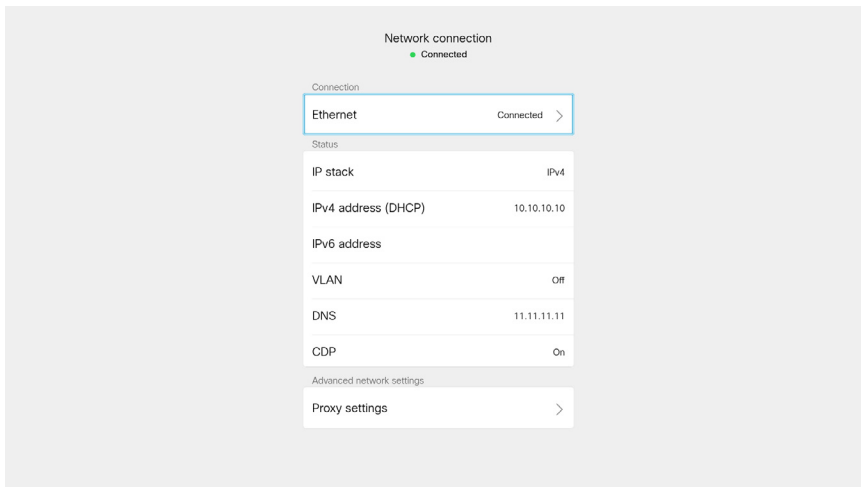 Network connection
Connected
Connection
Ethernet Connected
Status
IP stack IPv4
IPv4 address (DHCP) 10.10.10.10
IPv6 address
VLAN Off
DNS 11.11.11.11
CDP On
Advanced network settings
Proxy settings